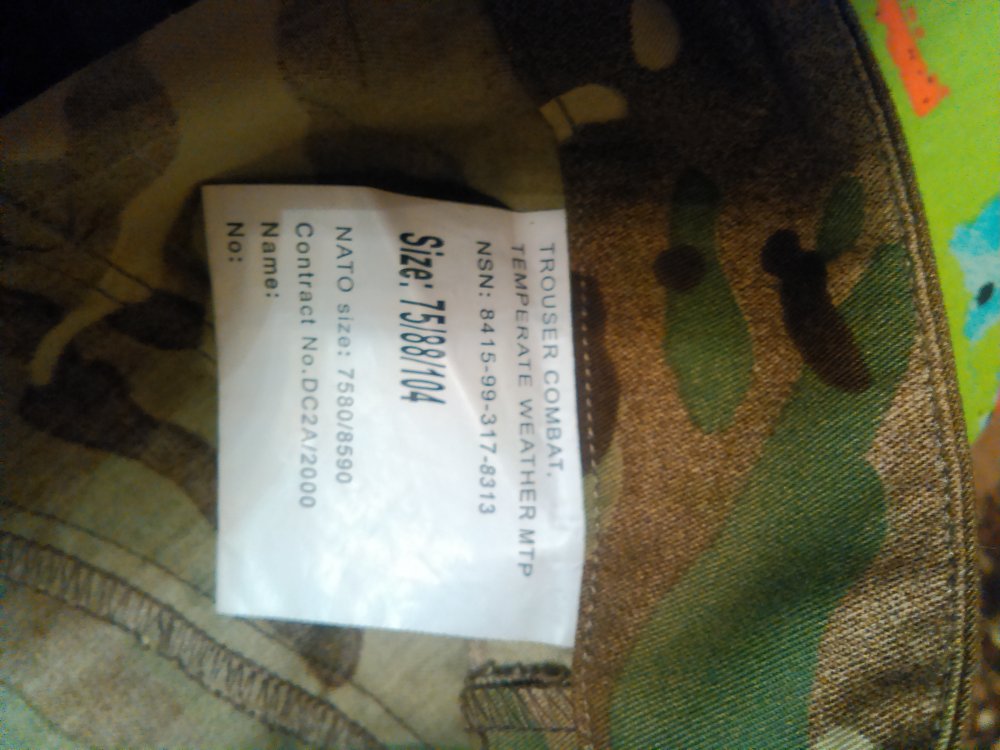 TROUSER COMBAT,
TEMPERATE WEATHER MTP
NSN: 8415-99-317-8313
Size: 75/88/104
NATO size: 7580/8590
Contract No.DC2A/2000
Name:
No: